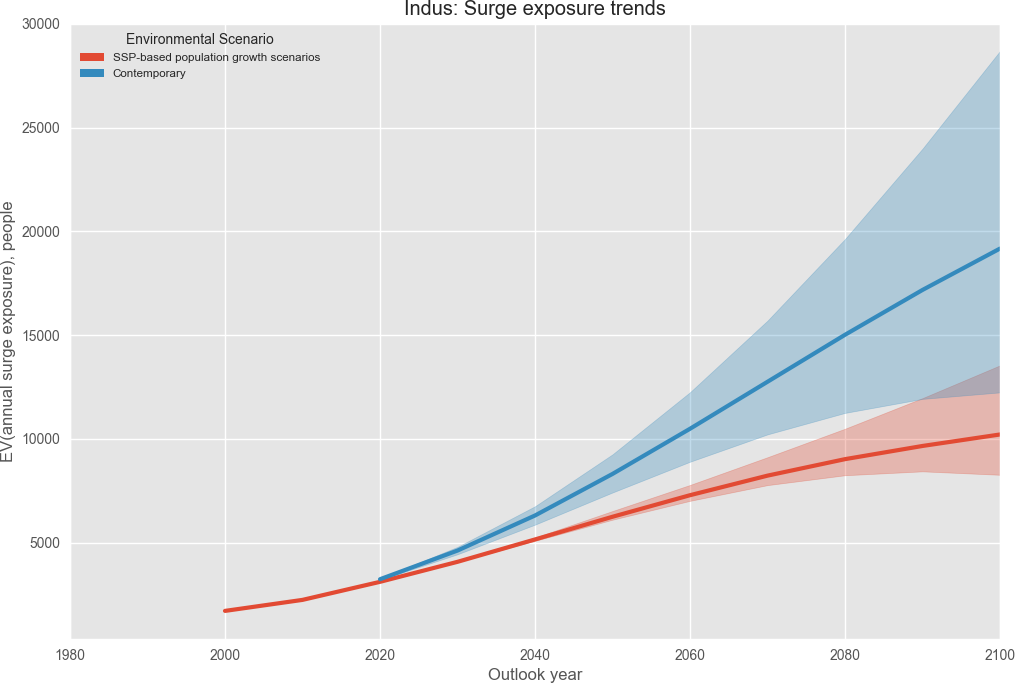 Indus: Surge exposure trends
30000
25000
20000
15000
10000
5000
EV(annual surge exposure), people
Environmental Scenario
SSP-based population growth scenarios
Contemporary
1980 2000 2020 2040 2060 2080 2100
Outlook year